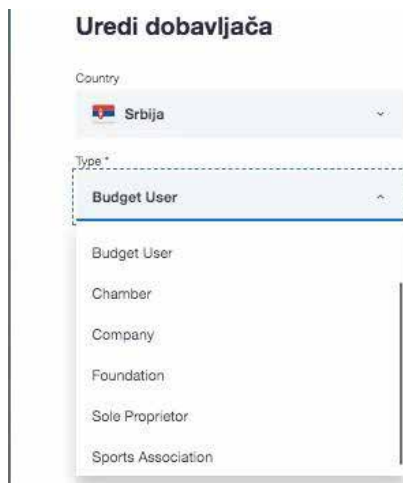 Uredi dobavljača
Country
Srbija
Type *
Budget User
Budget User
Chamber
Company
Foundation
Sole Proprietor
Sports Association